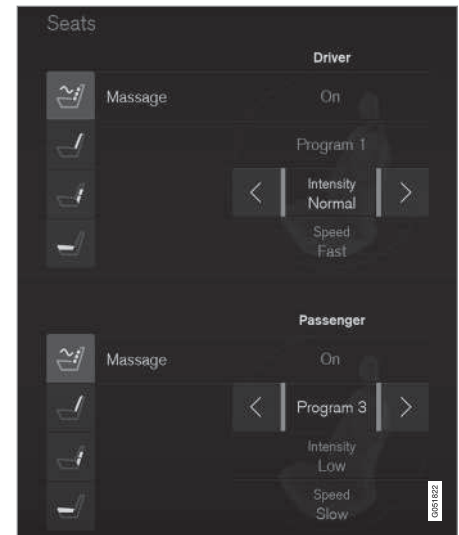 Seats
Driver
Massage On
Program 1
Intensity
Normal
Speed
Fast
Passenger
Massage On
Program 3
Intensity
Low
Speed
Slow
G051822